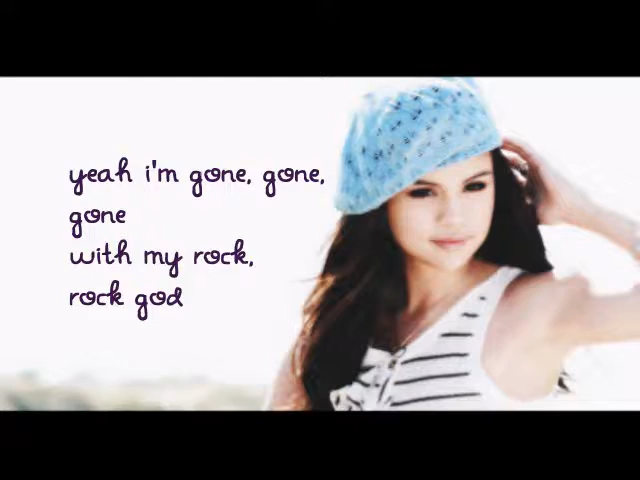 yeah i'm gone, gone,
gone
with my rock,
rock god